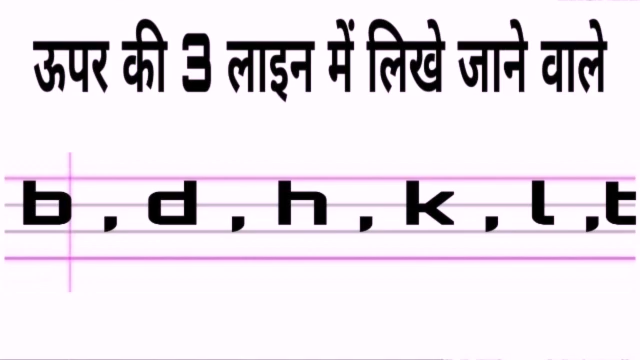 ऊपर की 3 लाइन में लिखे जाने वाले
b , d , h , k , l , t